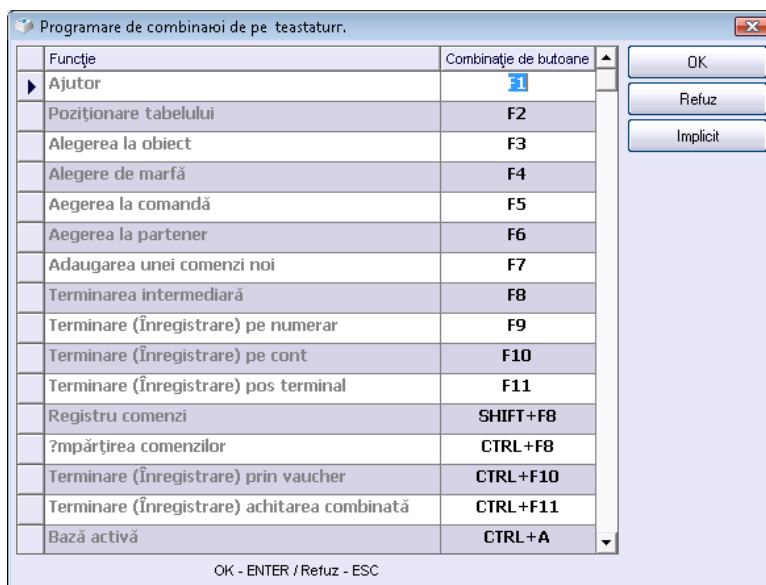 Programare de combinaюi de pe teastaturг.
Funcţie Combinaţie de butoane
OK
Ajutor F1
Refuz
Poziţionare tabelului F2
Implicit
Alegerea la obiect F3
Alegere de marfă F4
Aegerea la comandă F5
Aegerea la partener F6
Adaugarea unei comenzi noi F7
Terminarea intermediară F8
Terminare (Înregistrare) pe numerar F9
Terminare (Înregistrare) pe cont F10
Terminare (Înregistrare) pos terminal F11
Registru comenzi SHIFT+F8
?mpărţirea comenzilor CTRL+F8
Terminare (Înregistrare) prin vaucher CTRL+F10
Terminare (Înregistrare) achitarea combinată CTRL+F11
Bază activă CTRL+A
OK - ENTER / Refuz - ESC